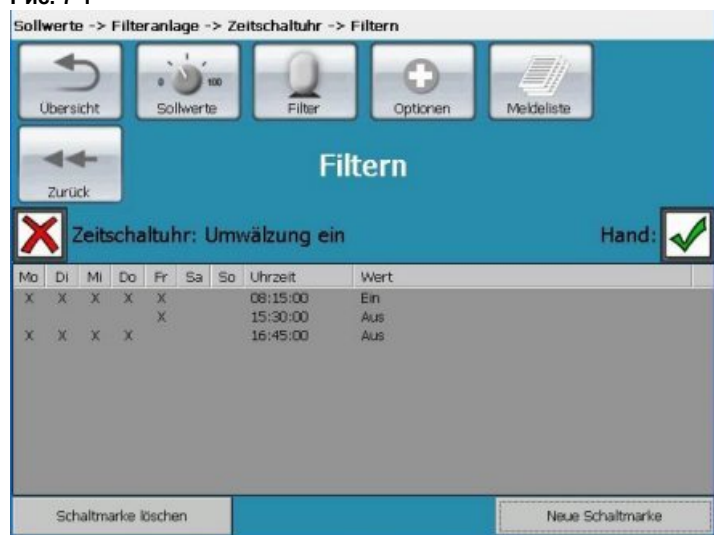 Sollwerte -> Filteranlage -> Zeitschaltuhr -> Filtern
Übersicht
0 100
Sollwerte
Filter
Optionen
Meldeliste
Zurück
Filtern
Zeitschaltuhr: Umwälzung ein Hand:
Mo Di Mi Do Fr Sa So Uhrzeit Wert
X X X X X 08:15:00 Ein
X 15:30:00 Aus
X X X X 16:45:00 Aus
Schaltmarke löschen Neue Schaltmarke